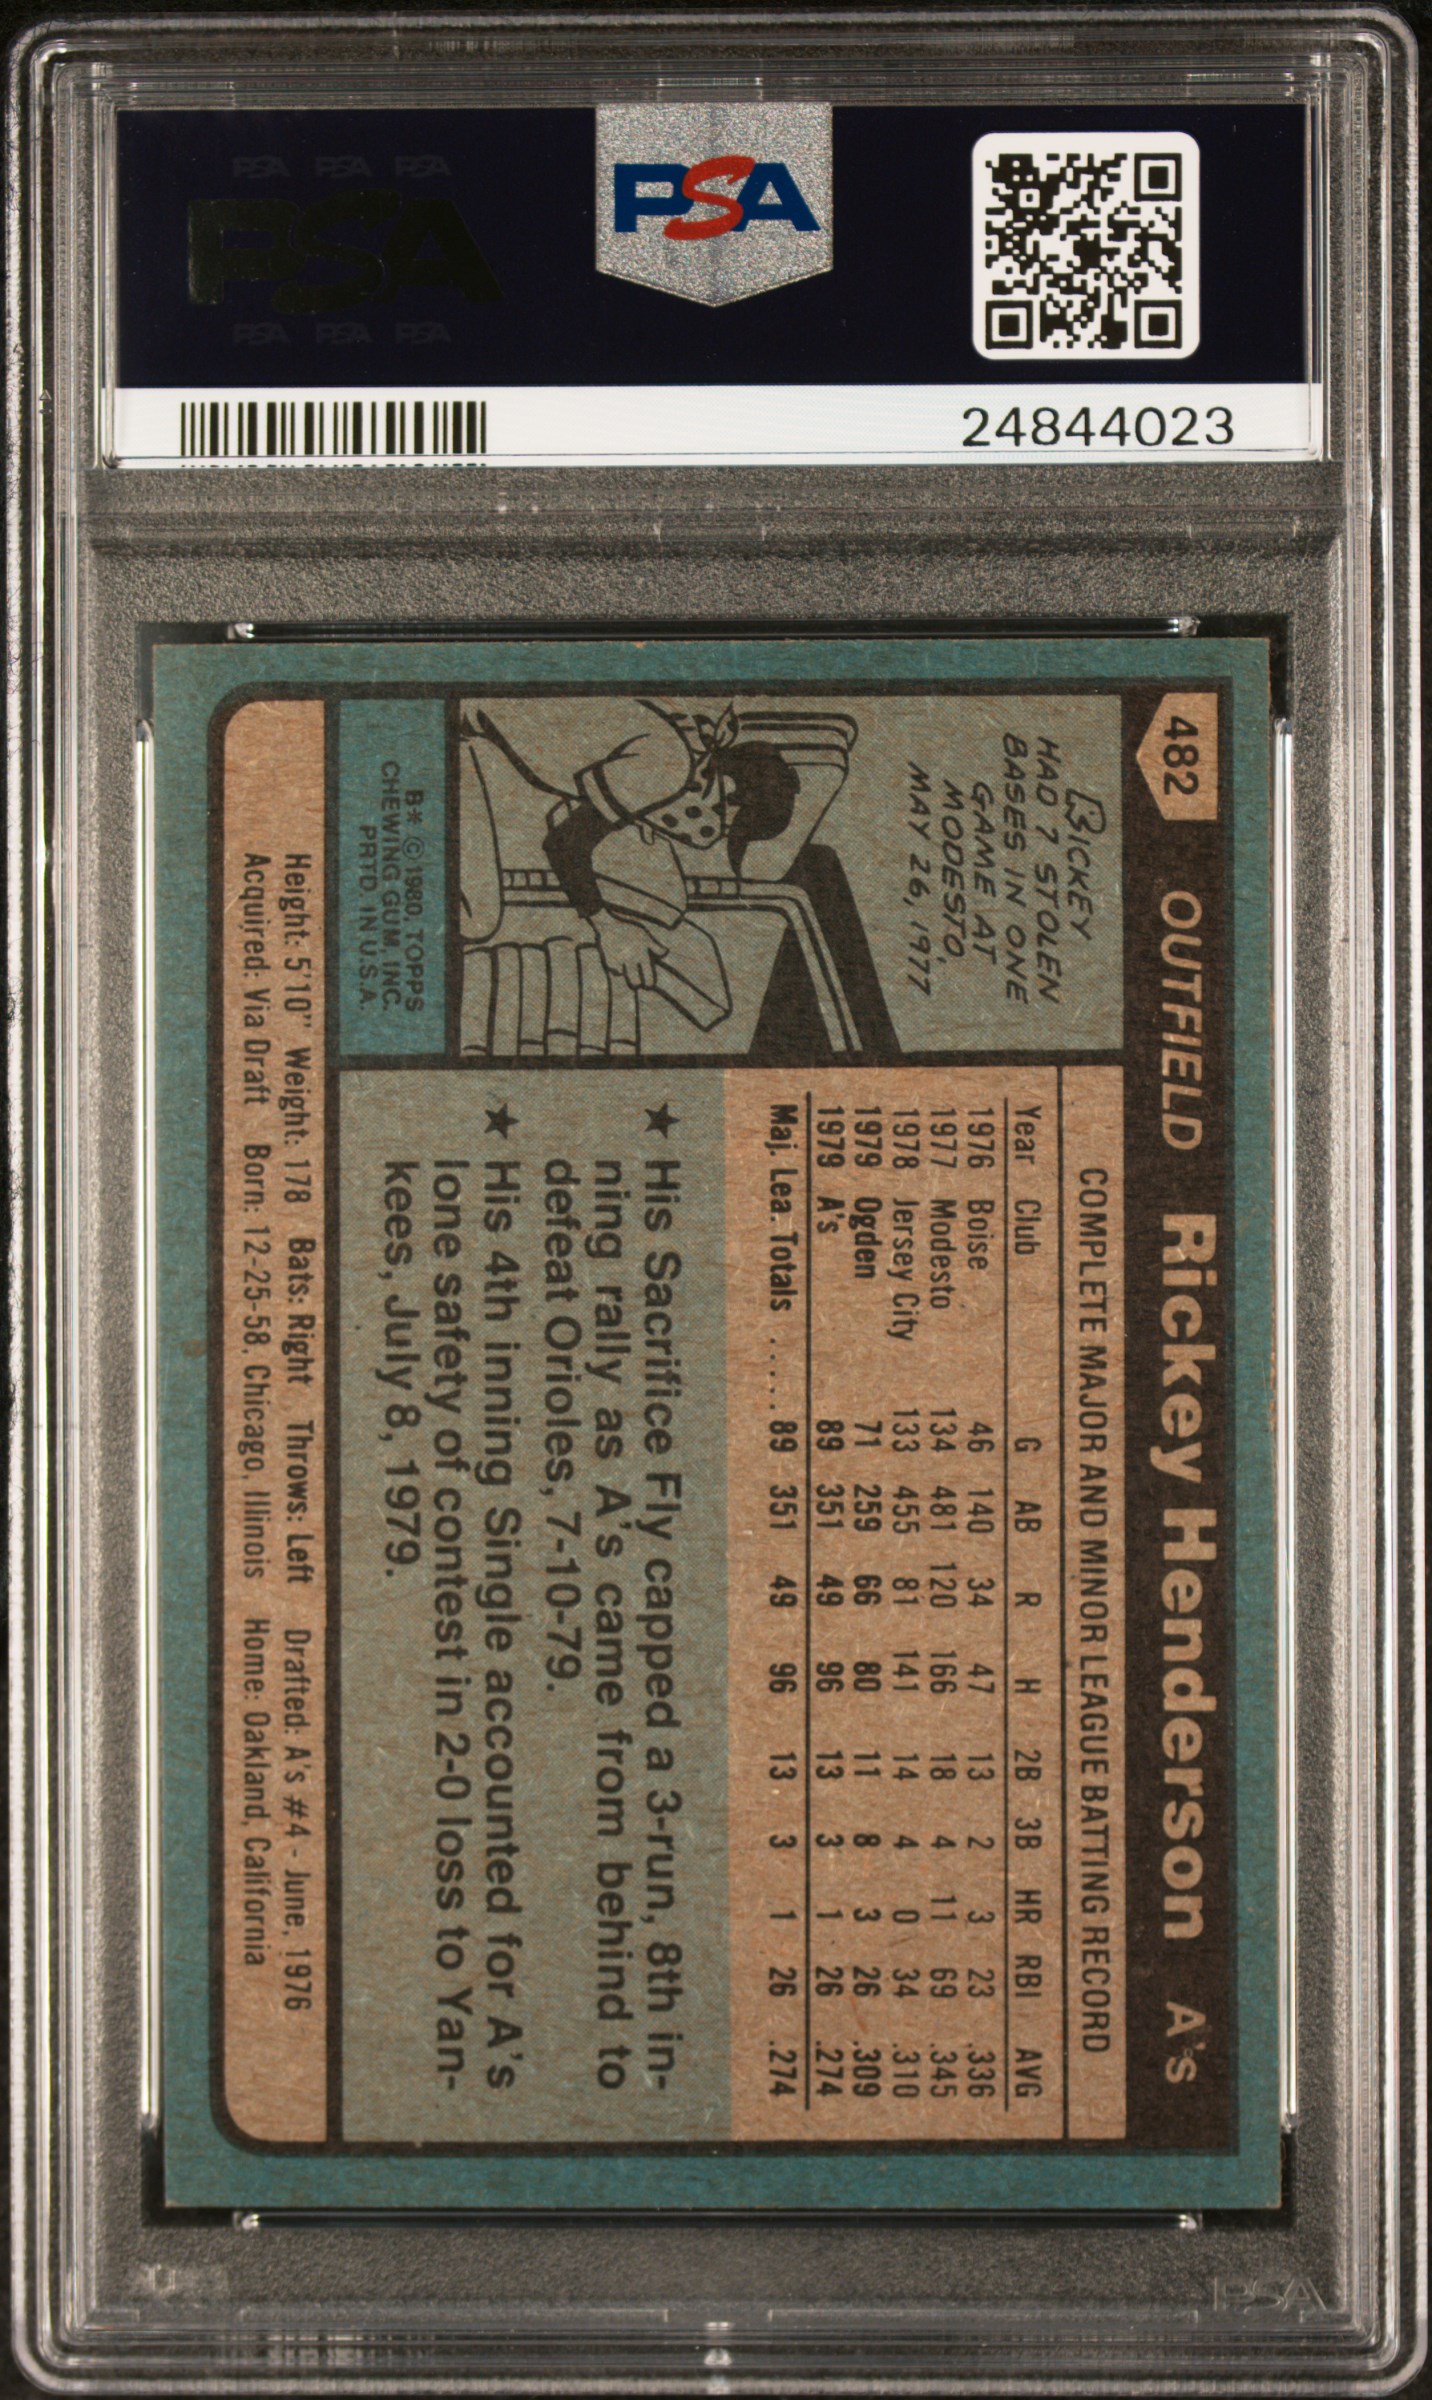 PSA PSA PSA
PSA
PSA PSA PSA
PSA
24844023
482 OUTFIELD Rickey Henderson A's
RICKEY
HAD 7 STOLEN
BASES IN ONE
GAME AT
MODESTO,
MAY 26, 1977
B* © 1980, TOPPS
CHEWING GUM, INC.
PRTD. IN U.S.A.
COMPLETE MAJOR AND MINOR LEAGUE BATTING RECORD
Year Club G AB R H 2B 3B HR RBI AVG
1976 Boise 46 140 34 47 13 2 3 23 .336
1977 Modesto 134 481 120 166 18 4 11 69 .345
1978 Jersey City 133 455 81 141 14 4 0 34 .310
1979 Ogden 71 259 66 80 11 8 3 26 .309
1979 A's 89 351 49 96 13 3 1 26 .274
Maj. Lea. Totals ..... 89 351 49 96 13 3 1 26 .274
★ His Sacrifice Fly capped a 3-run, 8th in-
ning rally as A's came from behind to
defeat Orioles, 7-10-79.
★ His 4th inning Single accounted for A's
lone safety of contest in 2-0 loss to Yan-
kees, July 8, 1979.
Height: 5'10" Weight: 178 Bats: Right Throws: Left Drafted: A's #4 - June, 1976
Acquired: Via Draft Born: 12-25-58, Chicago, Illinois Home: Oakland, California
PSA